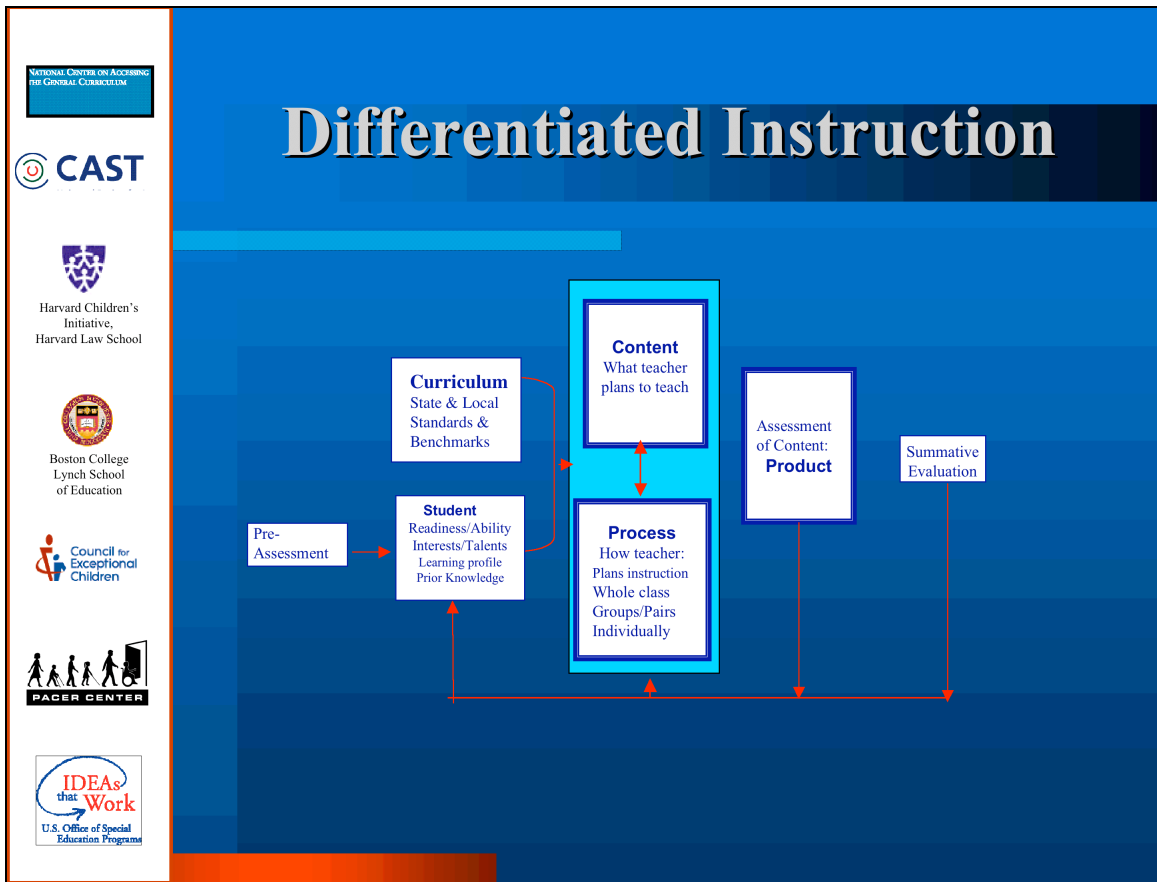 NATIONAL CENTER ON ACCESSING
THE GENERAL CURRICULUM
CAST
Harvard Children’s
Initiative,
Harvard Law School
Boston College
Lynch School
of Education
Council for
Exceptional
Children
PACER CENTER
IDEAs
that Work
U.S. Office of Special
Education Programs
Differentiated Instruction
Pre-
Assessment
Curriculum
State & Local
Standards &
Benchmarks
Student
Readiness/Ability
Interests/Talents
Learning profile
Prior Knowledge
Content
What teacher
plans to teach
Process
How teacher:
Plans instruction
Whole class
Groups/Pairs
Individually
Assessment
of Content:
Product
Summative
Evaluation